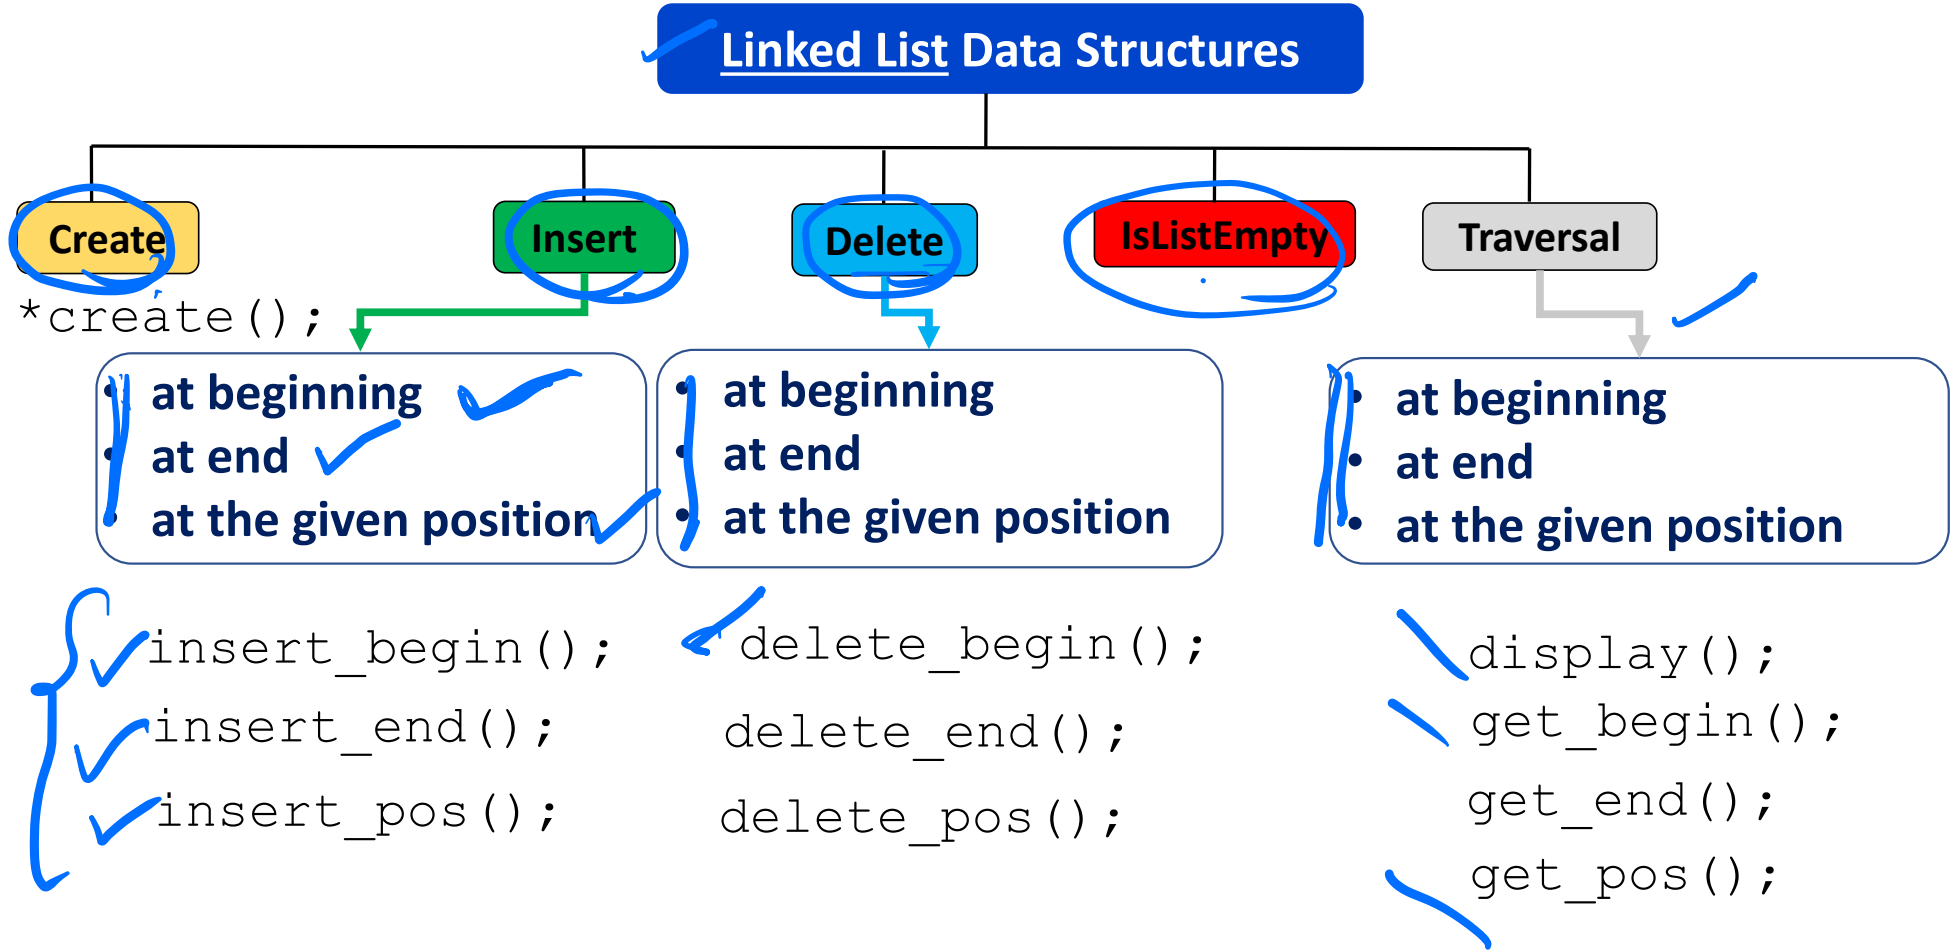 Linked List Data Structures
Create
Insert
Delete
IsListEmpty
Traversal
*create();
• at beginning
• at end
• at the given position
• at beginning
• at end
• at the given position
• at beginning
• at end
• at the given position
insert_begin();
insert_end();
insert_pos();
delete_begin();
delete_end();
delete_pos();
display();
get_begin();
get_end();
get_pos();